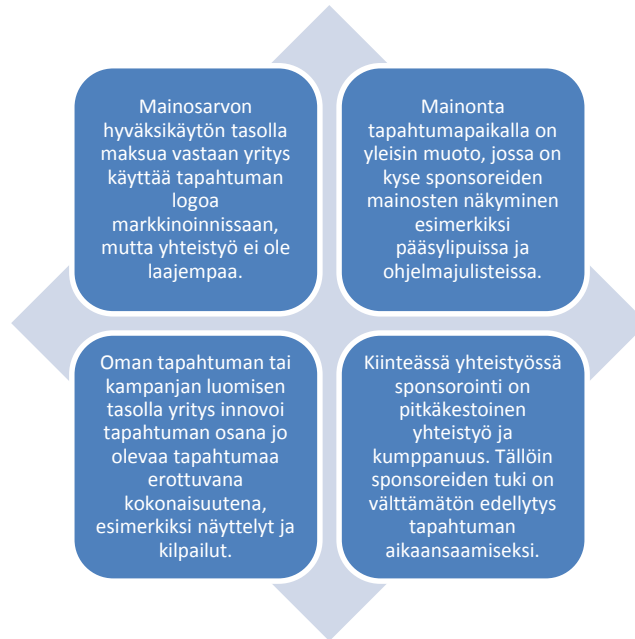 Mainosarvon
hyväksikäytön tasolla
maksua vastaan yritys
käyttää tapahtuman
logoa
markkinoinnissaan,
mutta yhteistyö ei ole
laajempaa.
Mainonta
tapahtumapaikalla on
yleisin muoto, jossa on
kyse sponsoreiden
mainosten näkyminen
esimerkiksi
pääsylipuissa ja
ohjelmajulisteissa.
Oman tapahtuman tai
kampanjan luomisen
tasolla yritys innovoi
tapahtuman osana jo
olevaa tapahtumaa
erottuvana
kokonaisuutena,
esimerkiksi näyttelyt ja
kilpailut.
Kiinteässä yhteistyössä
sponsorointi on
pitkäkestoinen
yhteistyö ja
kumppanuus. Tällöin
sponsoreiden tuki on
välttämätön edellytys
tapahtuman
aikaansaamiseksi.